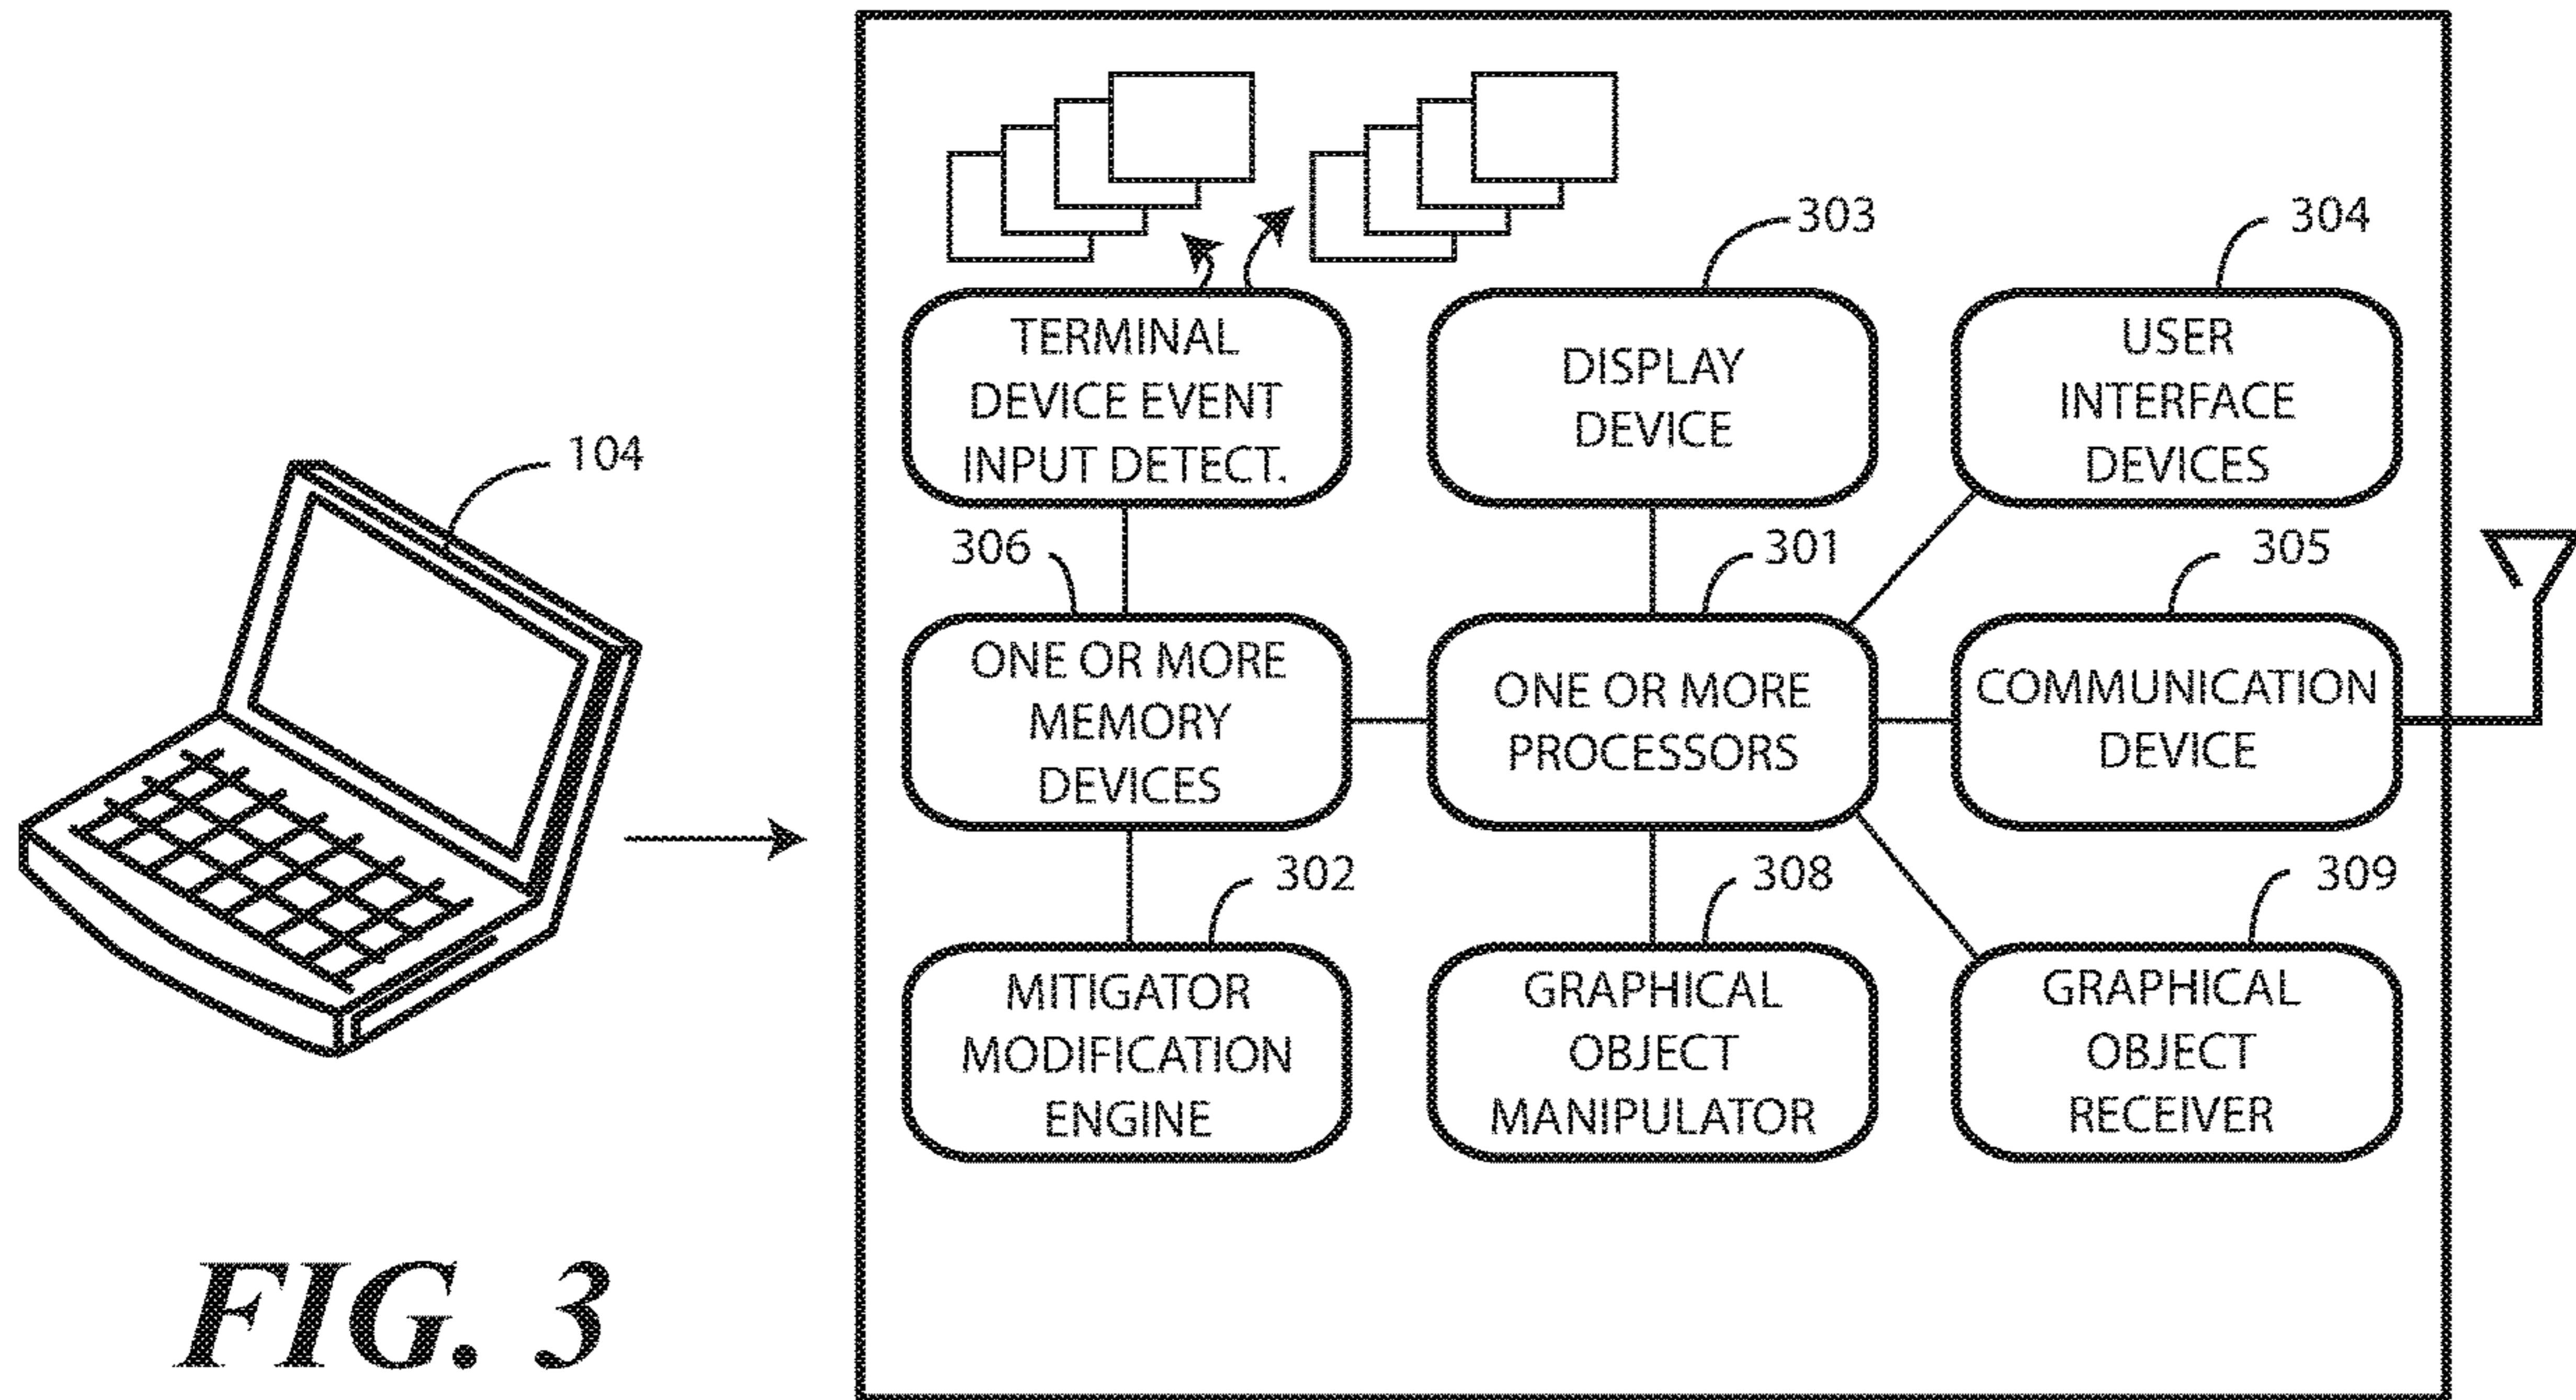 303
304
TERMINAL
DEVICE EVENT
INPUT DETECT.
DISPLAY
DEVICE
USER
INTERFACE
DEVICES
104
306
301
305
ONE OR MORE
MEMORY
DEVICES
ONE OR MORE
PROCESSORS
COMMUNICATION
DEVICE
302
308
309
MITIGATOR
MODIFICATION
ENGINE
GRAPHICAL
OBJECT
MANIPULATOR
GRAPHICAL
OBJECT
RECEIVER
FIG. 3